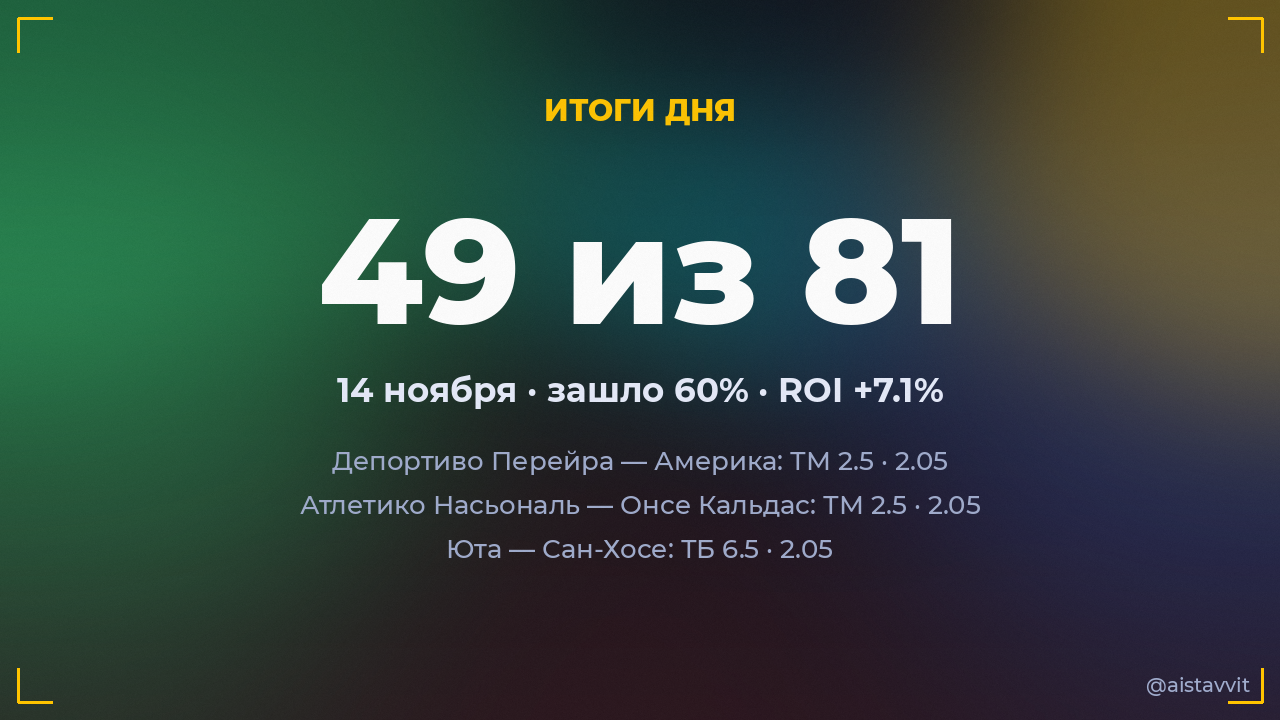 ИТОГИ ДНЯ
49 из 81
14 ноября · зашло 60% · ROI +7.1%
Депортиво Перейра — Америка: ТМ 2.5 · 2.05
Атлетико Насьональ — Онсе Кальдас: ТМ 2.5 · 2.05
Юта — Сан-Хосе: ТБ 6.5 · 2.05
@aistavvit